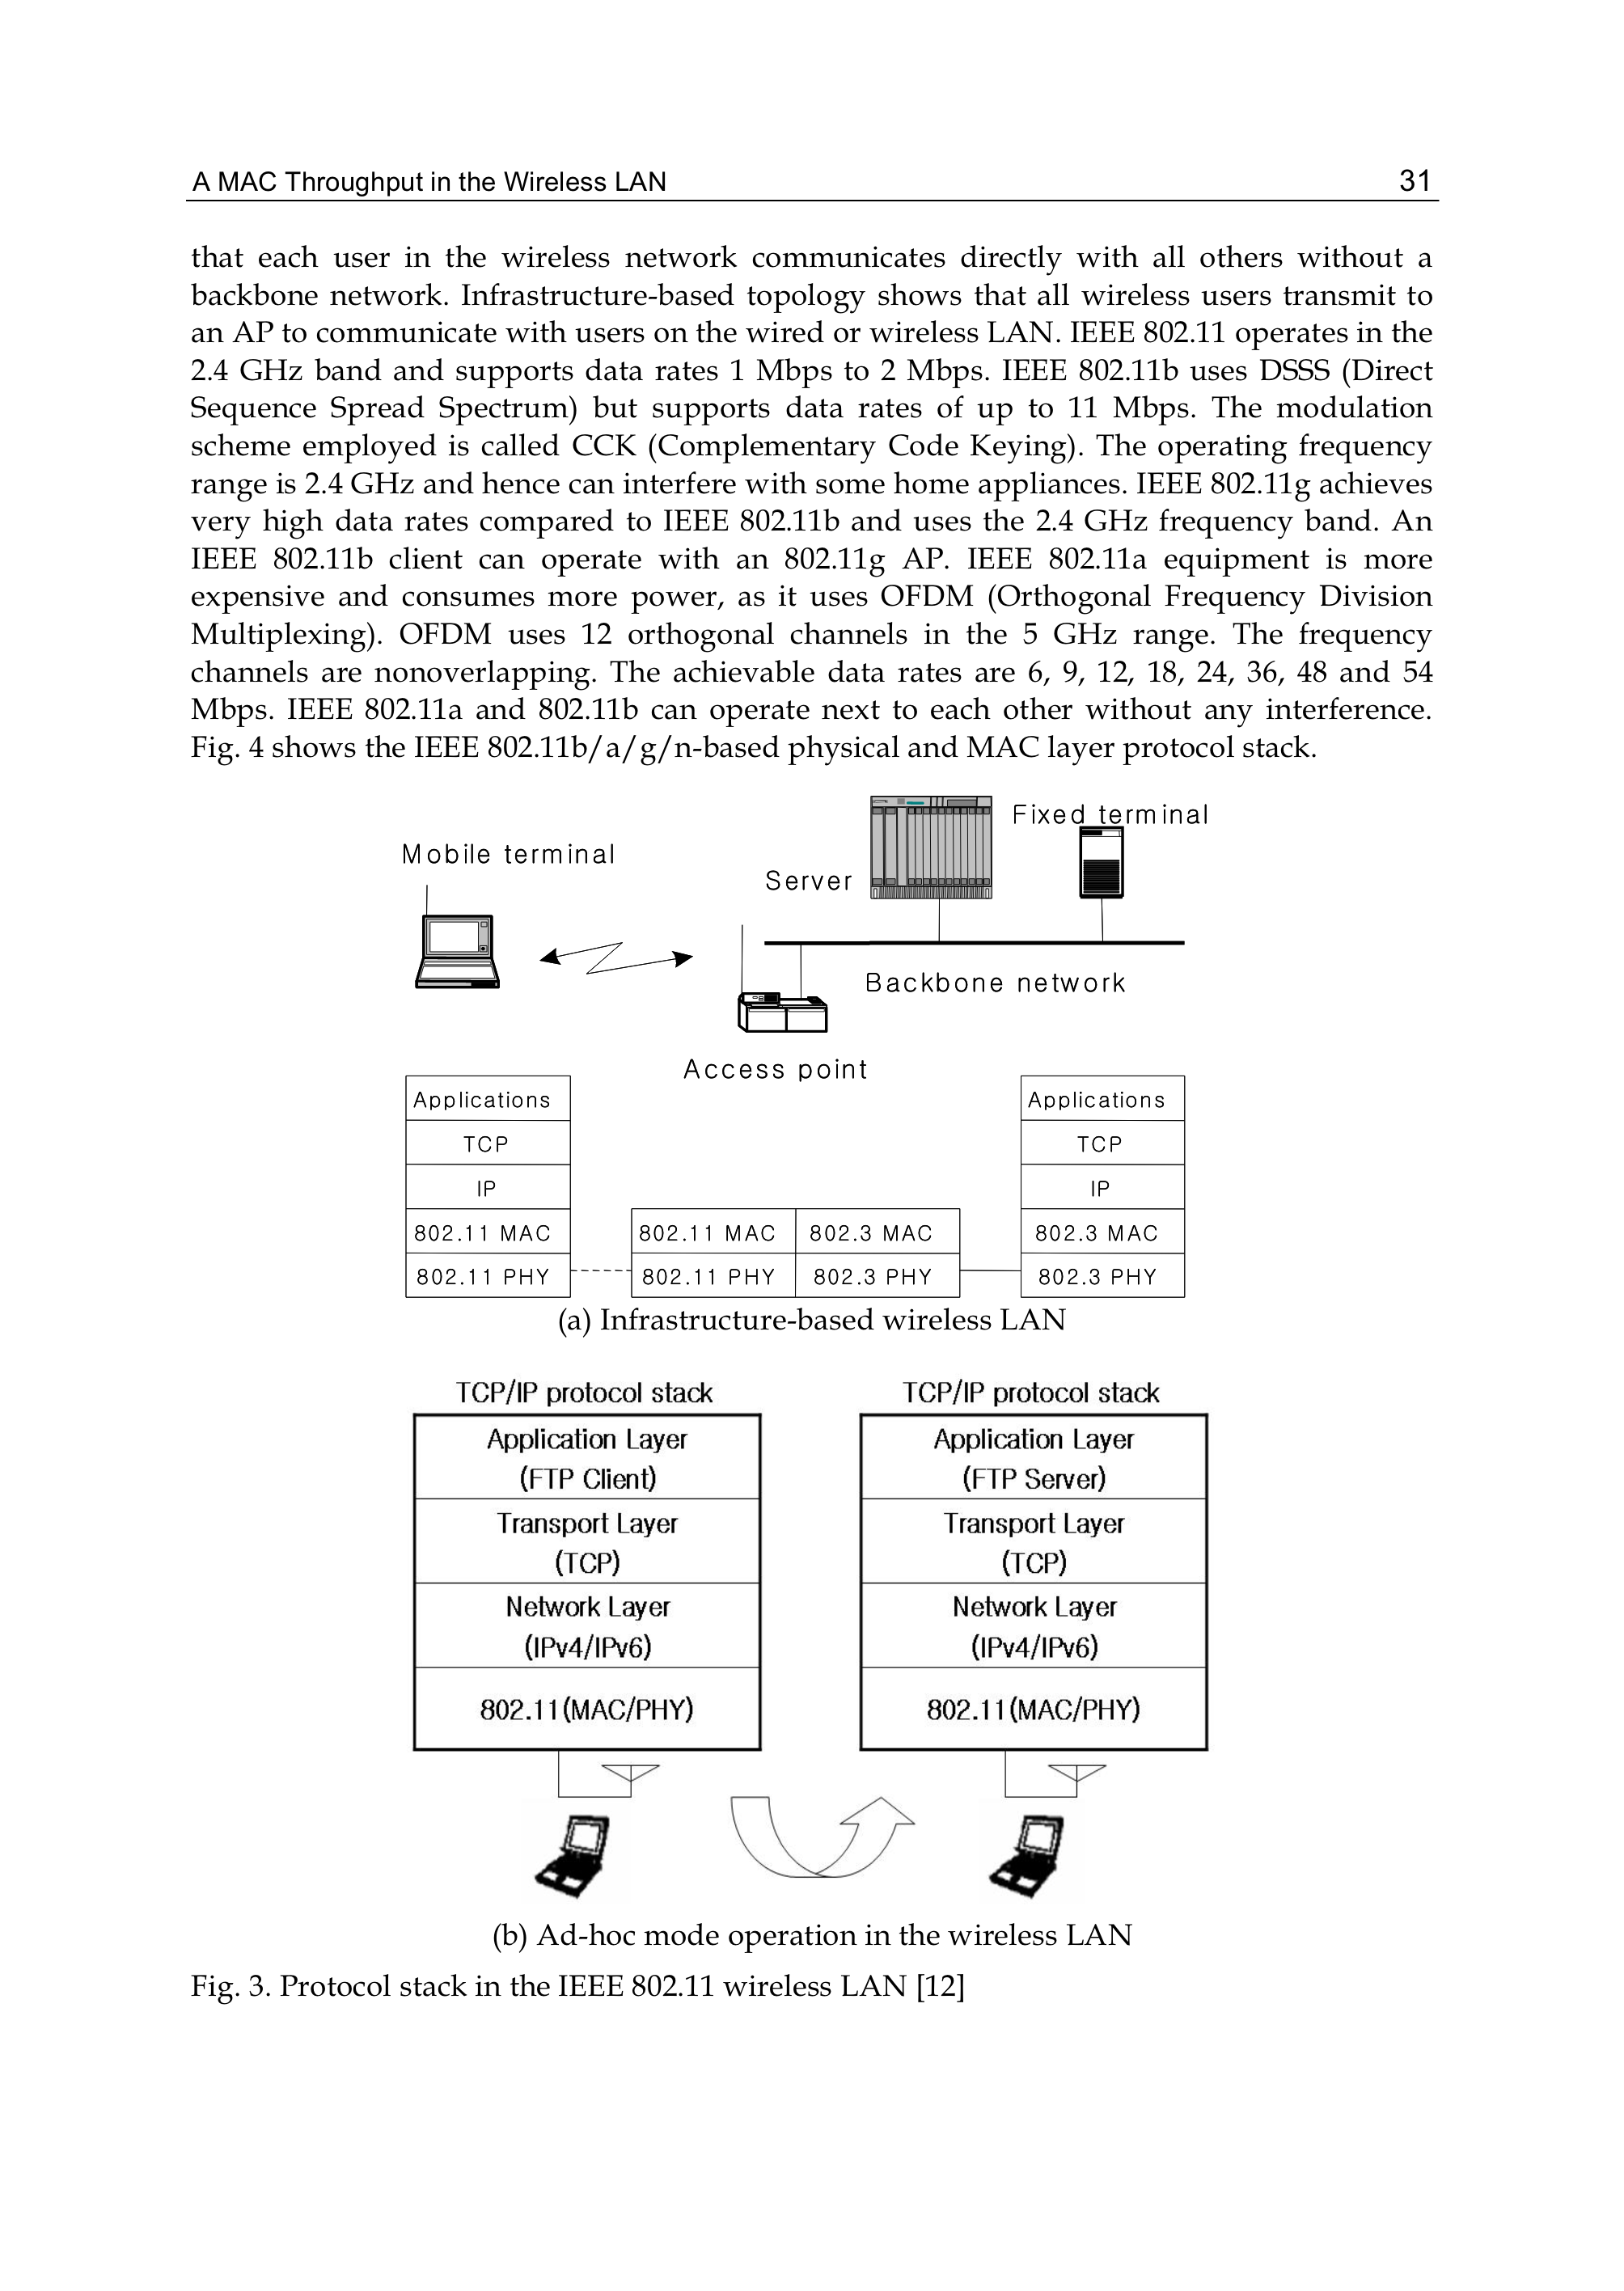 A MAC Throughput in the Wireless LAN 31
that each user in the wireless network communicates directly with all others without a
backbone network. Infrastructure-based topology shows that all wireless users transmit to
an AP to communicate with users on the wired or wireless LAN. IEEE 802.11 operates in the
2.4 GHz band and supports data rates 1 Mbps to 2 Mbps. IEEE 802.11b uses DSSS (Direct
Sequence Spread Spectrum) but supports data rates of up to 11 Mbps. The modulation
scheme employed is called CCK (Complementary Code Keying). The operating frequency
range is 2.4 GHz and hence can interfere with some home appliances. IEEE 802.11g achieves
very high data rates compared to IEEE 802.11b and uses the 2.4 GHz frequency band. An
IEEE 802.11b client can operate with an 802.11g AP. IEEE 802.11a equipment is more
expensive and consumes more power, as it uses OFDM (Orthogonal Frequency Division
Multiplexing). OFDM uses 12 orthogonal channels in the 5 GHz range. The frequency
channels are nonoverlapping. The achievable data rates are 6, 9, 12, 18, 24, 36, 48 and 54
Mbps. IEEE 802.11a and 802.11b can operate next to each other without any interference.
Fig. 4 shows the IEEE 802.11b/a/g/n-based physical and MAC layer protocol stack.
Fixed terminal
Mobile terminal
Server
Backbone network
Access point
Applications Applications
TCP TCP
IP IP
802.11 MAC 802.11 MAC 802.3 MAC 802.3 MAC
802.11 PHY 802.11 PHY 802.3 PHY 802.3 PHY
(a) Infrastructure-based wireless LAN
TCP/IP protocol stack TCP/IP protocol stack
Application Layer Application Layer
(FTP Client) (FTP Server)
Transport Layer Transport Layer
(TCP) (TCP)
Network Layer Network Layer
(IPv4/IPv6) (IPv4/IPv6)
802.11(MAC/PHY) 802.11(MAC/PHY)
(b) Ad-hoc mode operation in the wireless LAN
Fig. 3. Protocol stack in the IEEE 802.11 wireless LAN [12]